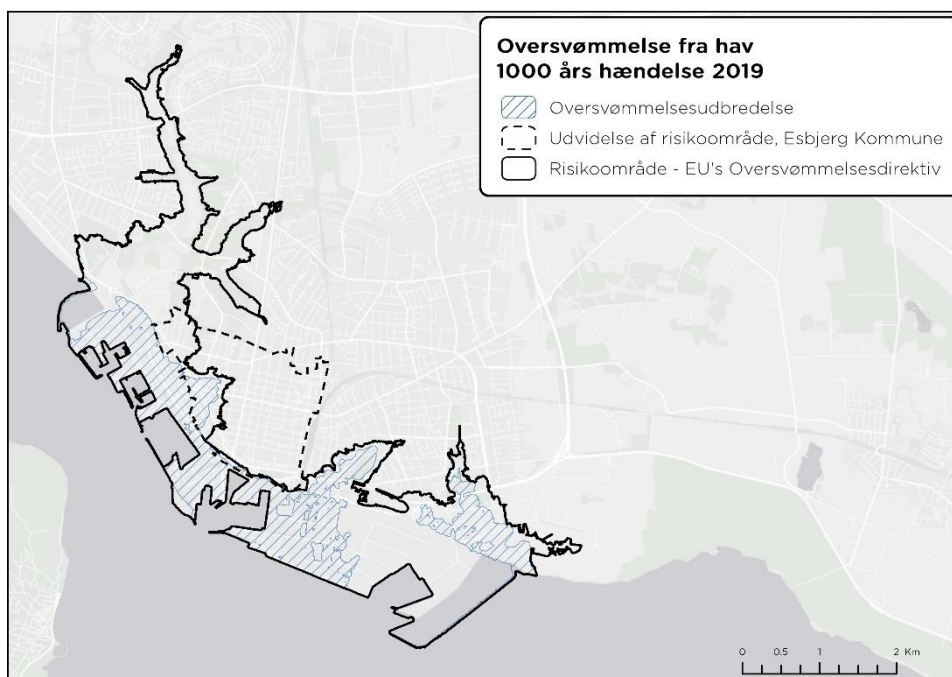 Oversvømmelse fra hav
1000 års hændelse 2019
Oversvømmelsesudbredelse
Udvidelse af risikoområde, Esbjerg Kommune
Risikoområde - EU's Oversvømmelsesdirektiv
0 0.5 1 2 Km